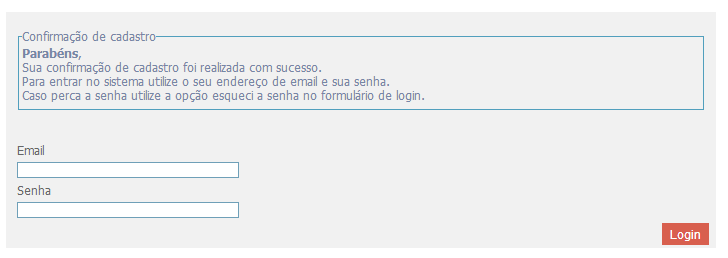 Confirmação de cadastro
Parabéns,
Sua confirmação de cadastro foi realizada com sucesso.
Para entrar no sistema utilize o seu endereço de email e sua senha.
Caso perca a senha utilize a opção esqueci a senha no formulário de login.
Email
Senha
Login